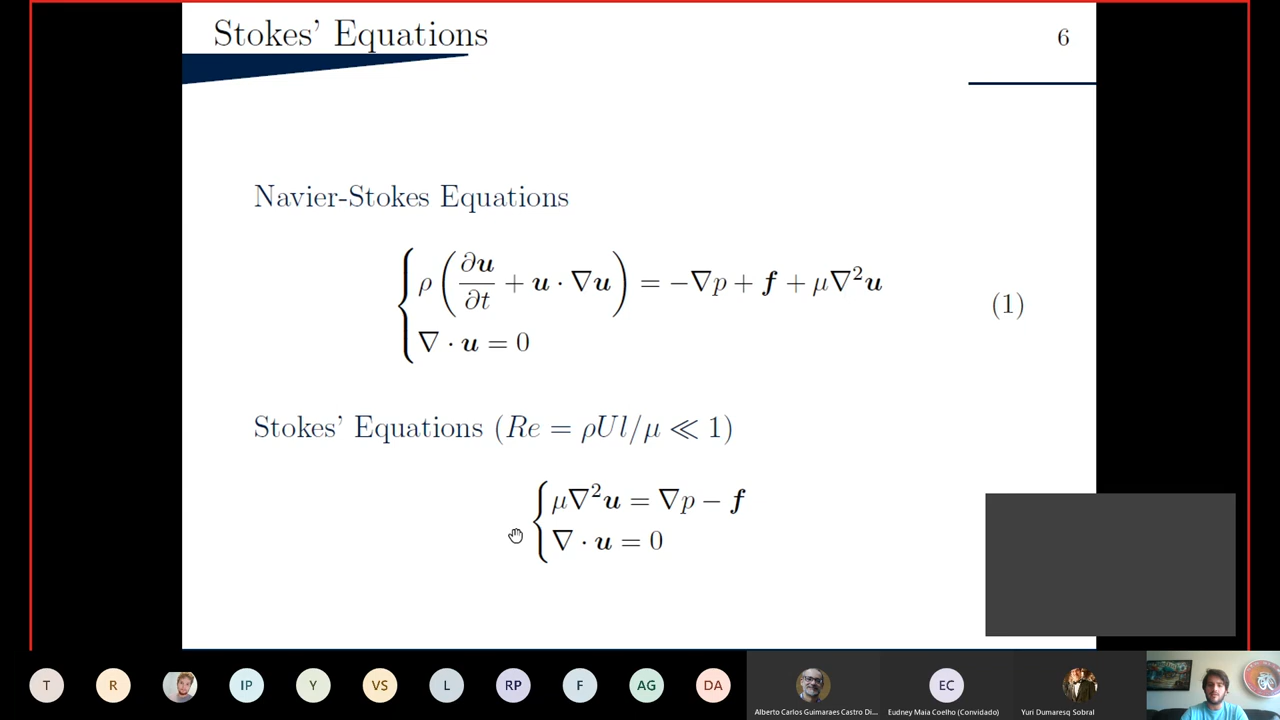 Stokes' Equations
6
Navier-Stokes Equations
ρ(∂u/∂t + u · ∇u) = −∇p + f + μ∇²u
∇ · u = 0
(1)
Stokes' Equations (Re = ρUl/μ ≪ 1)
μ∇²u = ∇p − f
∇ · u = 0
T
R
IP
Y
VS
L
RP
F
AG
DA
EC
Alberto Carlos Guimaraes Castro Di...
Eudney Maia Coelho (Convidado)
Yuri Dumaresq Sobral